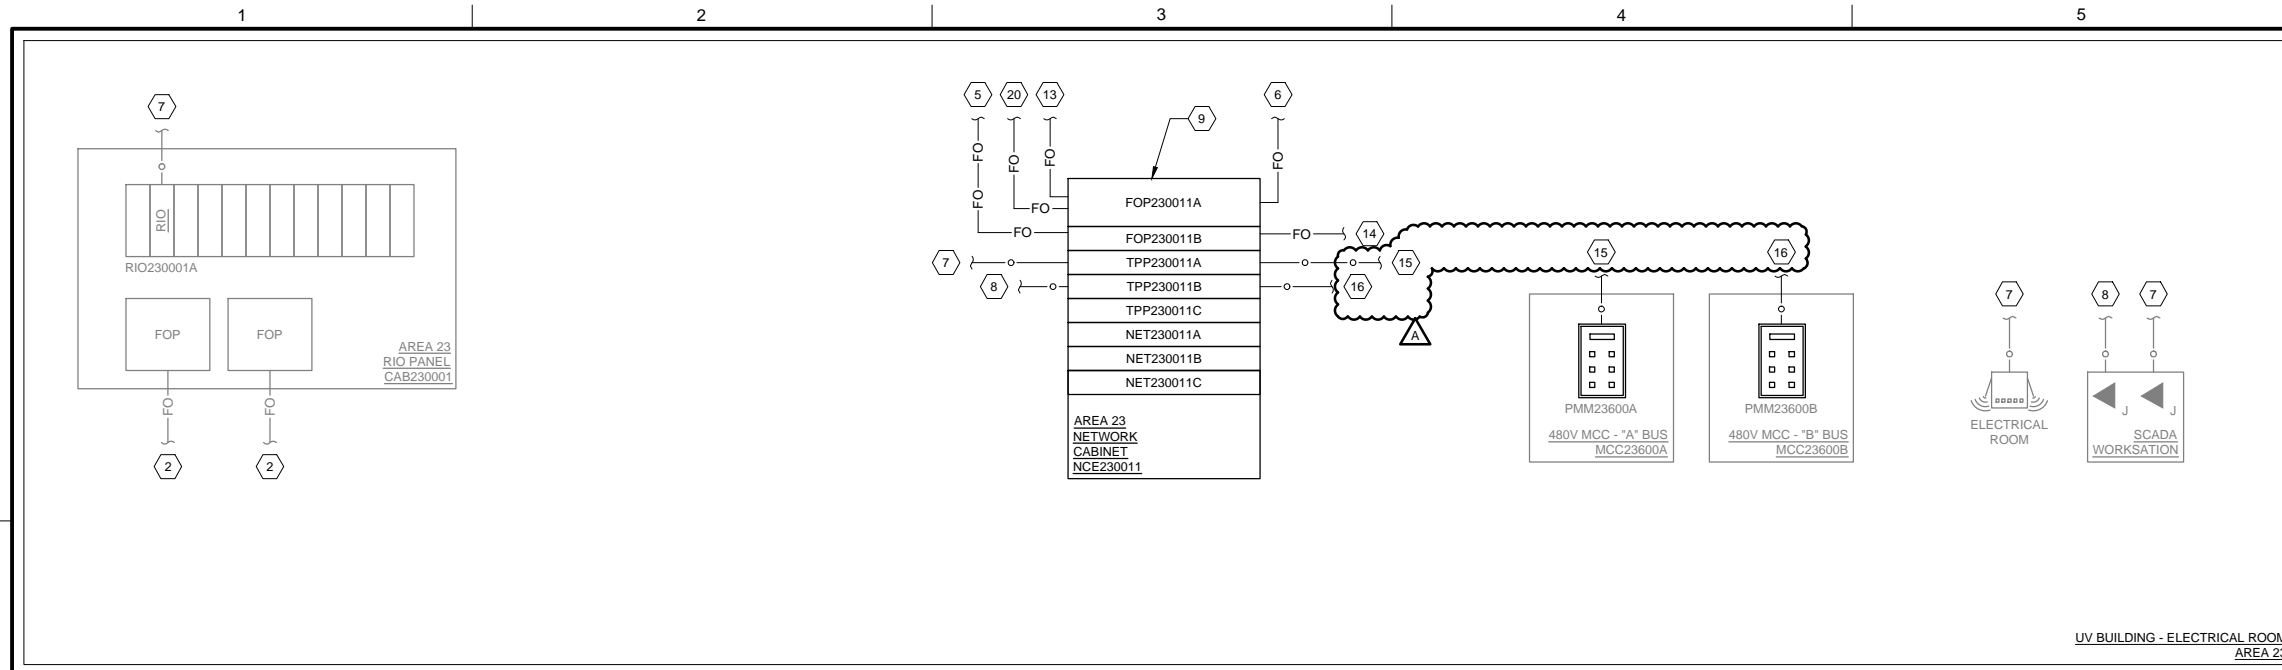 1 2 3 4 5
7
RIO
RIO230001A
FOP FOP
AREA 23
RIO PANEL
CAB230001
FO FO
2 2
5 20 13 6
9
FO FO FO FO
FO
FO
FO
FOP230011A
FOP230011B
FO 14
7 TPP230011A 15
8 TPP230011B 16
TPP230011C
NET230011A
NET230011B
NET230011C
AREA 23
NETWORK
CABINET
NCE230011
A
15 16
PMM23600A
480V MCC - "A" BUS
MCC23600A
PMM23600B
480V MCC - "B" BUS
MCC23600B
7
ELECTRICAL
ROOM
8 7
J J
SCADA
WORKSATION
UV BUILDING - ELECTRICAL ROOM
AREA 23